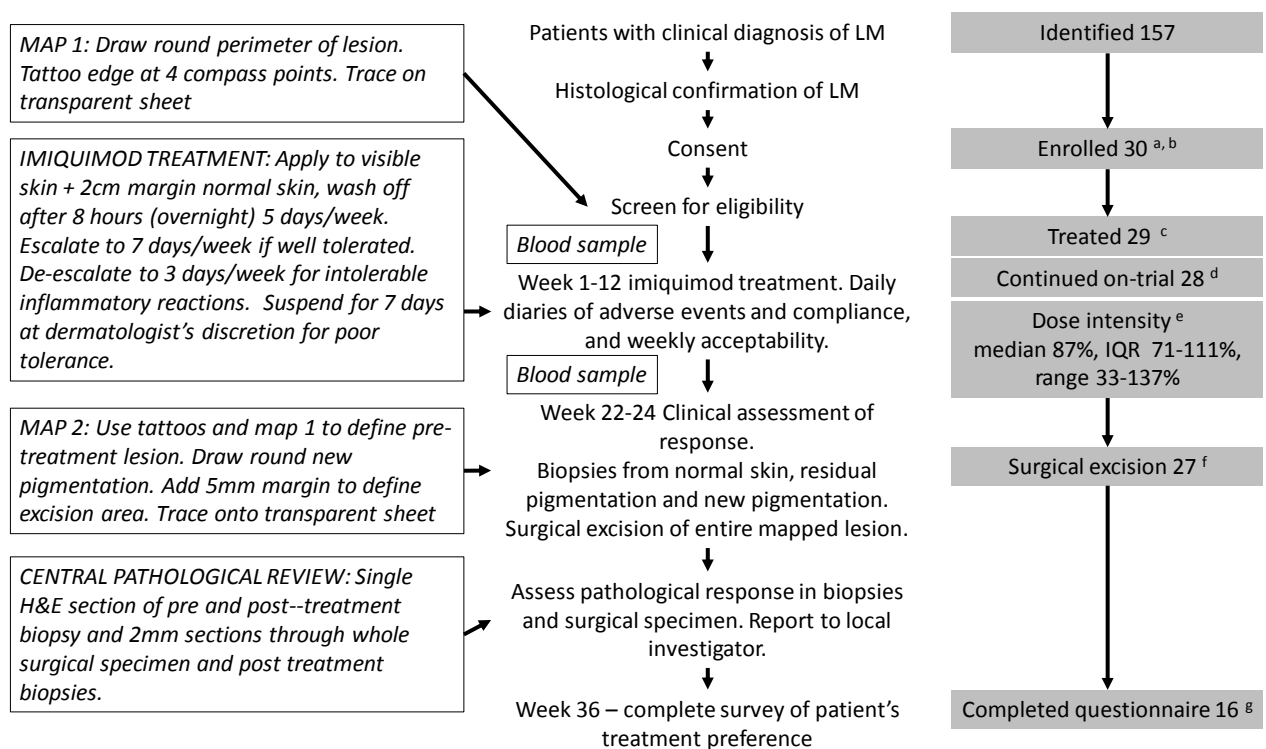 MAP 1: Draw round perimeter of lesion.
Tattoo edge at 4 compass points. Trace on
transparent sheet
IMIQUIMOD TREATMENT: Apply to visible
skin + 2cm margin normal skin, wash off
after 8 hours (overnight) 5 days/week.
Escalate to 7 days/week if well tolerated.
De-escalate to 3 days/week for intolerable
inflammatory reactions.  Suspend for 7 days
at dermatologist’s discretion for poor
tolerance.
MAP 2: Use tattoos and map 1 to define pre-
treatment lesion. Draw round new
pigmentation. Add 5mm margin to define
excision area. Trace onto transparent sheet
CENTRAL PATHOLOGICAL REVIEW: Single
H&E section of pre and post--treatment
biopsy and 2mm sections through whole
surgical specimen and post treatment
biopsies.
Patients with clinical diagnosis of LM
Histological confirmation of LM
Consent
Screen for eligibility
Blood sample
Week 1-12 imiquimod treatment. Daily
diaries of adverse events and compliance,
and weekly acceptability.
Blood sample
Week 22-24 Clinical assessment of
response.
Biopsies from normal skin, residual
pigmentation and new pigmentation.
Surgical excision of entire mapped lesion.
Assess pathological response in biopsies
and surgical specimen. Report to local
investigator.
Week 36 – complete survey of patient’s
treatment preference
Identified 157
Enrolled 30 a, b
Treated 29 c
Continued on-trial 28 d
Dose intensity e
median 87%, IQR  71-111%,
range 33-137%
Surgical excision 27 f
Completed questionnaire 16 g